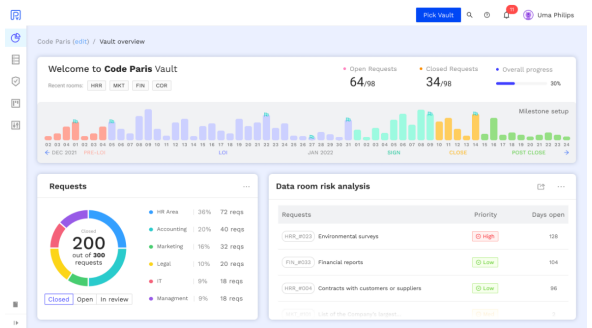 Pick Vault
11
Uma Philips
Code Paris (edit) / Vault overview
Welcome to Code Paris Vault
Recent rooms: HRR MKT FIN COR
Open Requests
64/98
Closed Requests
34/98
Overall progress
30%
Milestone setup
DEC 2021 PRE-LOI LOI JAN 2022 SIGN CLOSE POST CLOSE
Requests
Closed
200
out of 300
requests
HR Area 36% 72 reqs
Accounting 20% 40 reqs
Marketing 16% 32 reqs
Legal 10% 20 reqs
IT 9% 18 reqs
Managment 9% 18 reqs
Closed Open In review
Data room risk analysis
Requests Priority Days open
HRR_#033 Environmental surveys High 128
FIN_#032 Financial reports Low 104
HRR_#004 Contracts with customers or suppliers Low 96